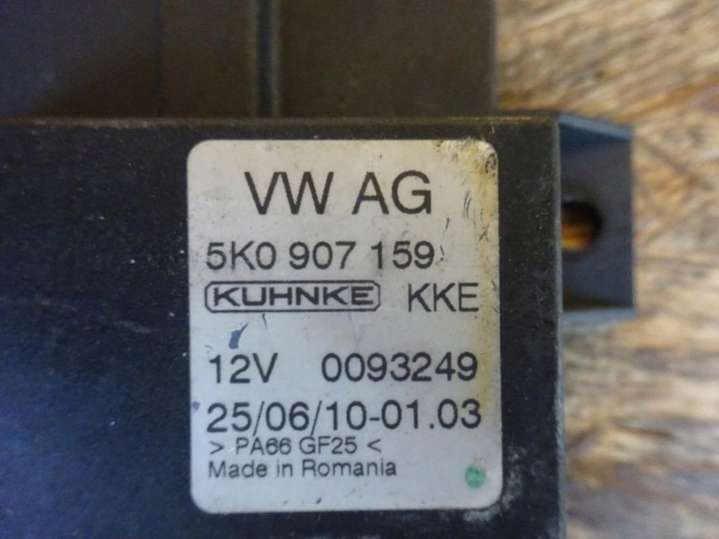 VW AG
5K0 907 159
KUHNKE KKE
12V 0093249
25/06/10-01.03
> PA66 GF25 <
Made in Romania